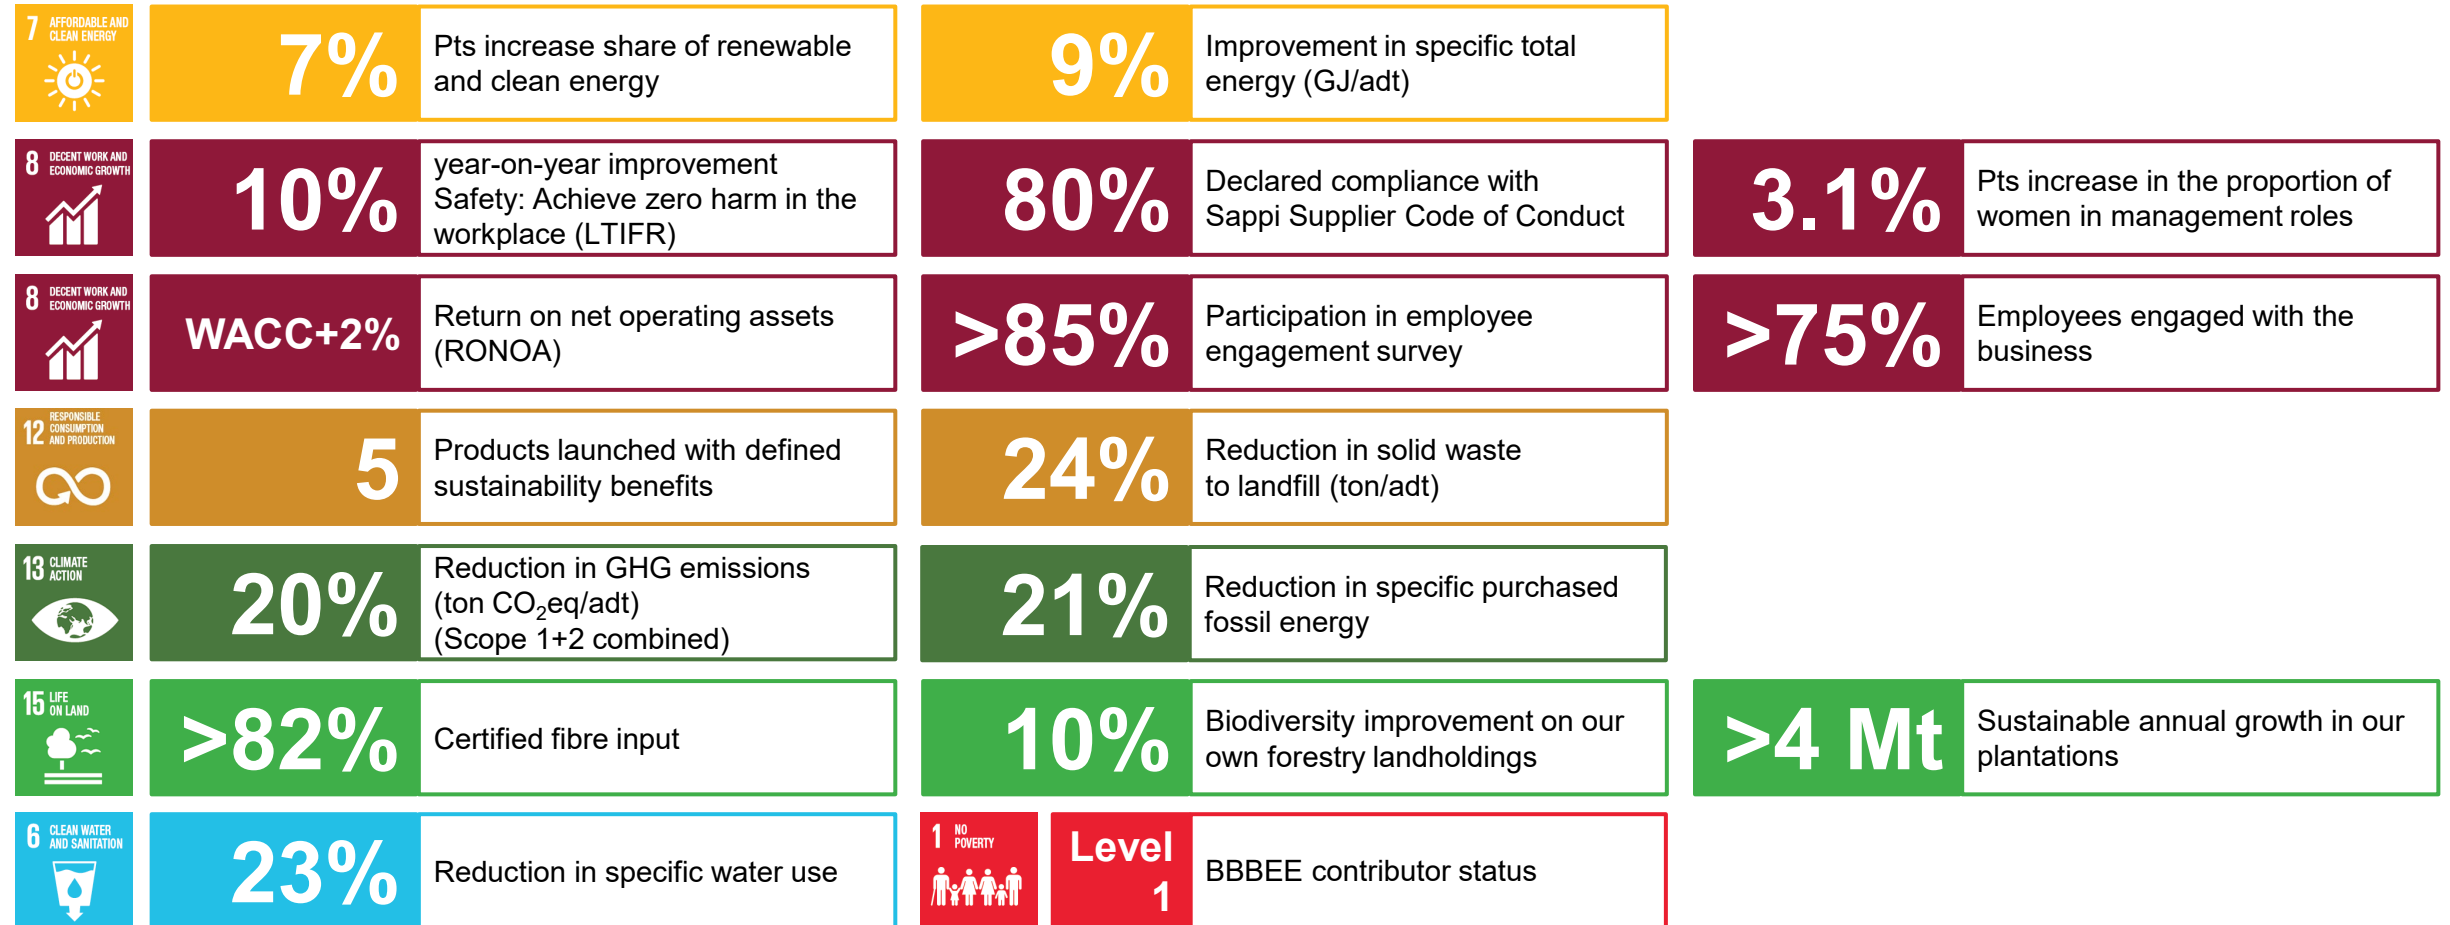 7 AFFORDABLE AND
CLEAN ENERGY
7%
Pts increase share of renewable
and clean energy
9%
Improvement in specific total
energy (GJ/adt)
8 DECENT WORK AND
ECONOMIC GROWTH
10%
year-on-year improvement
Safety: Achieve zero harm in the
workplace (LTIFR)
80%
Declared compliance with
Sappi Supplier Code of Conduct
3.1%
Pts increase in the proportion of
women in management roles
8 DECENT WORK AND
ECONOMIC GROWTH
WACC+2%
Return on net operating assets
(RONOA)
>85%
Participation in employee
engagement survey
>75%
Employees engaged with the
business
12 RESPONSIBLE
CONSUMPTION
AND PRODUCTION
5
Products launched with defined
sustainability benefits
24%
Reduction in solid waste
to landfill (ton/adt)
13 CLIMATE
ACTION
20%
Reduction in GHG emissions
(ton CO₂eq/adt)
(Scope 1+2 combined)
21%
Reduction in specific purchased
fossil energy
15 LIFE
ON LAND
>82%
Certified fibre input
10%
Biodiversity improvement on our
own forestry landholdings
>4 Mt
Sustainable annual growth in our
plantations
6 CLEAN WATER
AND SANITATION
23%
Reduction in specific water use
1 NO
POVERTY
Level
1
BBBEE contributor status